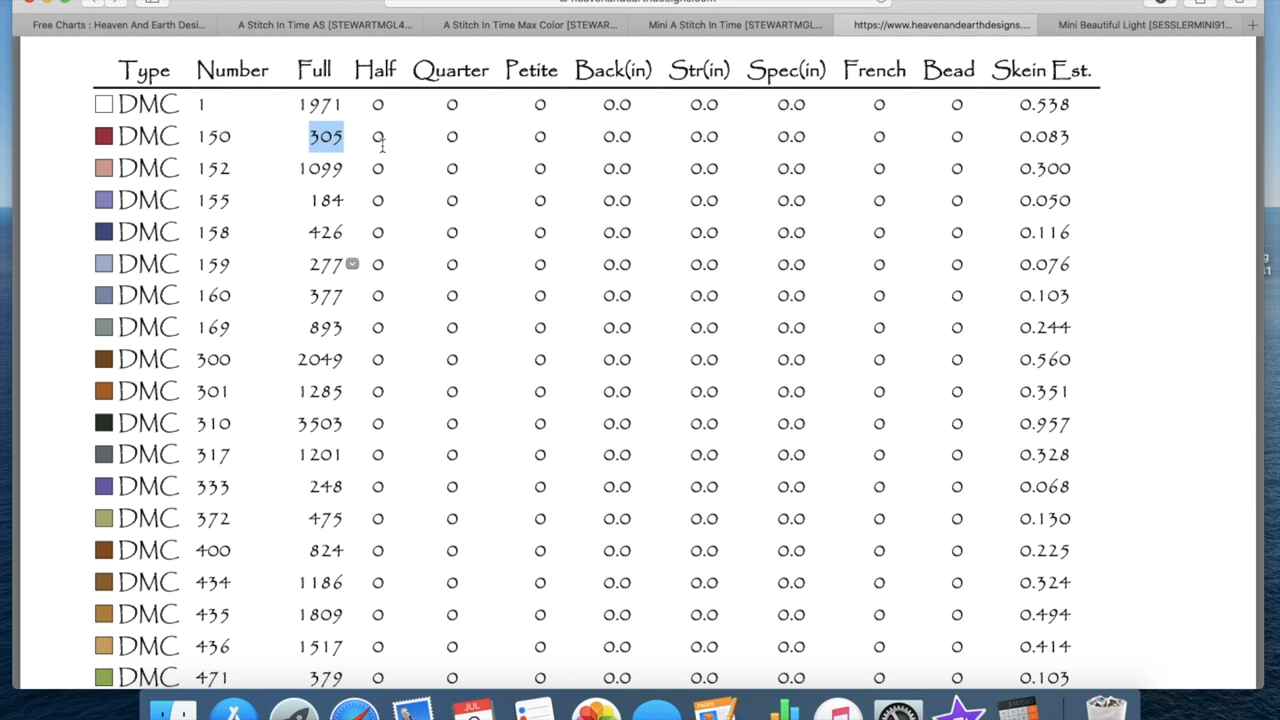 heavenandearthdesigns.com
Free Charts : Heaven And Earth Desi... A Stitch In Time AS [STEWARTMGL4... A Stitch In Time Max Color [STEWAR... Mini A Stitch In Time [STEWARTMGL... https://www.heavenandearthdesigns.... Mini Beautiful Light [SESSLERMINI91...
Type Number Full Half Quarter Petite Back(in) Str(in) Spec(in) French Bead Skein Est.
DMC 1 1971 0 0 0 0.0 0.0 0.0 0 0 0.538
DMC 150 305 0 0 0 0.0 0.0 0.0 0 0 0.083
DMC 152 1099 0 0 0 0.0 0.0 0.0 0 0 0.300
DMC 155 184 0 0 0 0.0 0.0 0.0 0 0 0.050
DMC 158 426 0 0 0 0.0 0.0 0.0 0 0 0.116
DMC 159 277 0 0 0 0.0 0.0 0.0 0 0 0.076
DMC 160 377 0 0 0 0.0 0.0 0.0 0 0 0.103
DMC 169 893 0 0 0 0.0 0.0 0.0 0 0 0.244
DMC 300 2049 0 0 0 0.0 0.0 0.0 0 0 0.560
DMC 301 1285 0 0 0 0.0 0.0 0.0 0 0 0.351
DMC 310 3503 0 0 0 0.0 0.0 0.0 0 0 0.957
DMC 317 1201 0 0 0 0.0 0.0 0.0 0 0 0.328
DMC 333 248 0 0 0 0.0 0.0 0.0 0 0 0.068
DMC 372 475 0 0 0 0.0 0.0 0.0 0 0 0.130
DMC 400 824 0 0 0 0.0 0.0 0.0 0 0 0.225
DMC 434 1186 0 0 0 0.0 0.0 0.0 0 0 0.324
DMC 435 1809 0 0 0 0.0 0.0 0.0 0 0 0.494
DMC 436 1517 0 0 0 0.0 0.0 0.0 0 0 0.414
DMC 471 379 0 0 0 0.0 0.0 0.0 0 0 0.103
JUL
PAGES